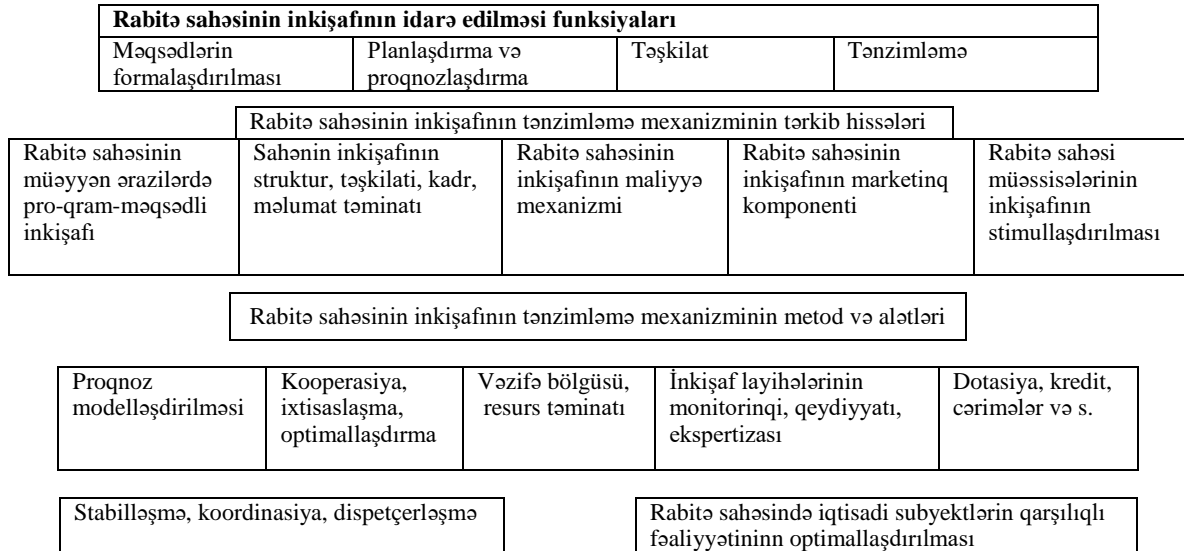 Rabitə sahəsinin inkişafının idarə edilməsi funksiyaları
Məqsədlərin
formalaşdırılması
Planlaşdırma və
proqnozlaşdırma
Təşkilat
Tənzimləmə
Rabitə sahəsinin inkişafının tənzimləmə mexanizminin tərkib hissələri
Rabitə sahəsinin
müəyyən ərazilərdə
pro-qram-məqsədli
inkişafı
Sahənin inkişafının
struktur, təşkilati, kadr,
məlumat təminatı
Rabitə sahəsinin
inkişafının maliyyə
mexanizmi
Rabitə sahəsinin
inkişafının marketinq
komponenti
Rabitə sahəsi
müəssisələrinin
inkişafının
stimullaşdırılması
Rabitə sahəsinin inkişafının tənzimləmə mexanizminin metod və alətləri
Proqnoz
modelləşdirilməsi
Kooperasiya,
ixtisaslaşma,
optimallaşdırma
Vəzifə bölgüsü,
resurs təminatı
İnkişaf layihələrinin
monitorinqi, qeydiyyatı,
ekspertizası
Dotasiya, kredit,
cərimələr və s.
Stabilləşmə, koordinasiya, dispetçerləşmə
Rabitə sahəsində iqtisadi subyektlərin qarşılıqlı
fəaliyyətininn optimallaşdırılması